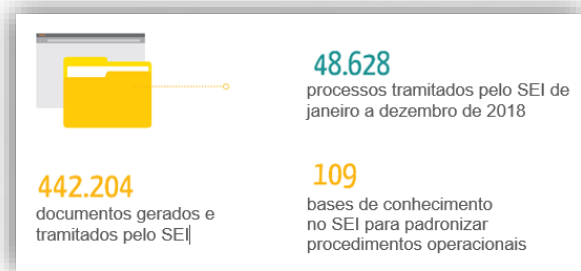 48.628
processos tramitados pelo SEI de
janeiro a dezembro de 2018
442.204
documentos gerados e
tramitados pelo SEI
109
bases de conhecimento
no SEI para padronizar
procedimentos operacionais